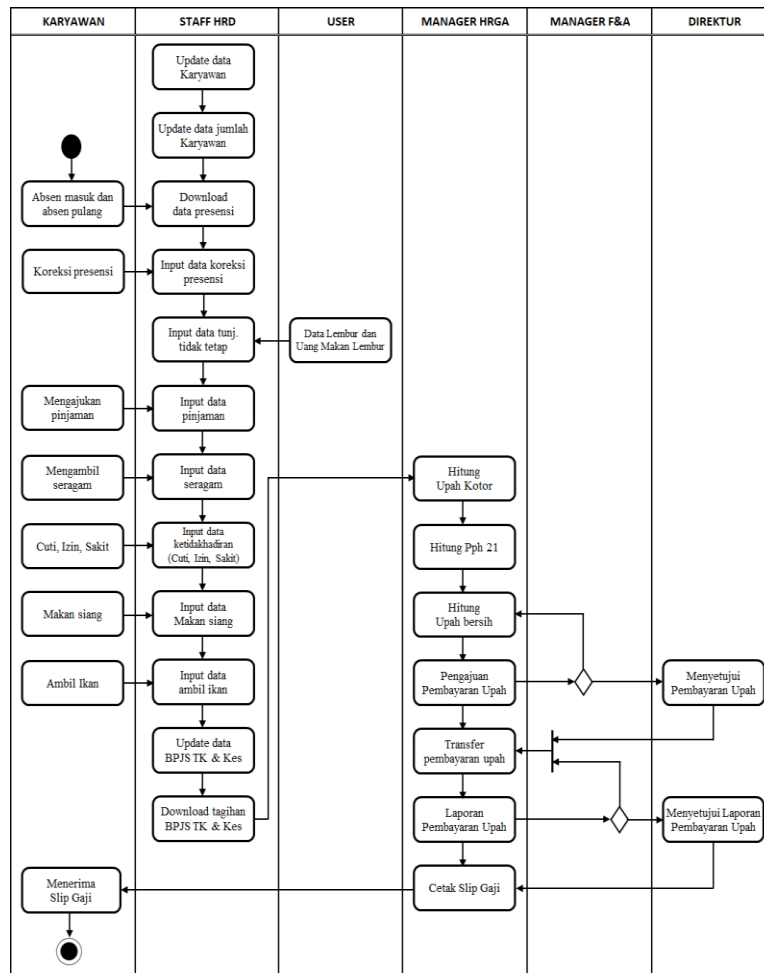 KARYAWAN
STAFF HRD
USER
MANAGER HRGA
MANAGER F&A
DIREKTUR
Update data
Karyawan
Update data jumlah
Karyawan
Absen masuk dan
absen pulang
Download
data presensi
Koreksi presensi
Input data koreksi
presensi
Input data tunj.
tidak tetap
Data Lembur dan
Uang Makan Lembur
Mengajukan
pinjaman
Input data
pinjaman
Mengambil
seragam
Input data
seragam
Hitung
Upah Kotor
Cuti, Izin, Sakit
Input data
ketidakhadiran
(Cuti, Izin, Sakit)
Hitung Pph 21
Makan siang
Input data
Makan siang
Hitung
Upah bersih
Ambil Ikan
Input data
ambil ikan
Pengajuan
Pembayaran Upah
Menyetujui
Pembayaran Upah
Update data
BPJS TK & Kes
Transfer
pembayaran upah
Download tagihan
BPJS TK & Kes
Laporan
Pembayaran Upah
Menyetujui Laporan
Pembayaran Upah
Menerima
Slip Gaji
Cetak Slip Gaji